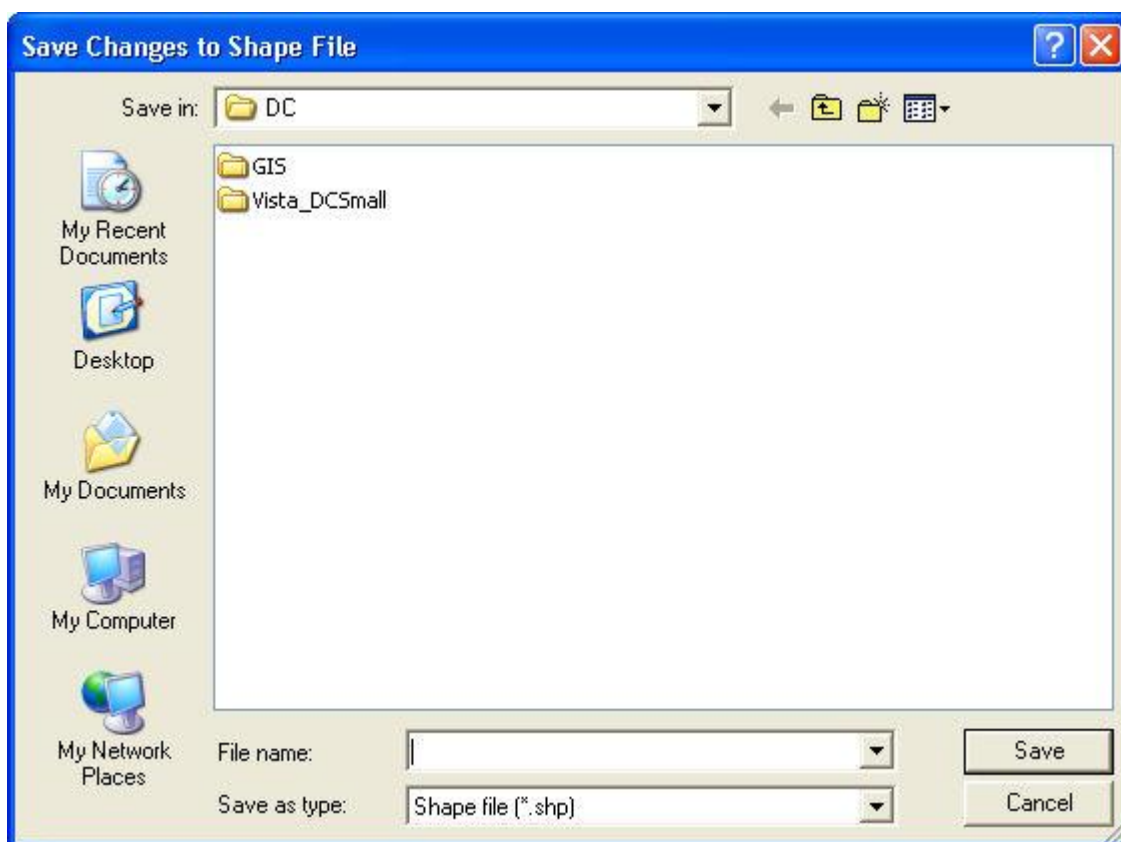 Save Changes to Shape File
Save in: DC
GIS
Vista_DCSmall
My Recent
Documents
Desktop
My Documents
My Computer
My Network
Places
File name:
Save
Save as type: Shape file (*.shp)
Cancel